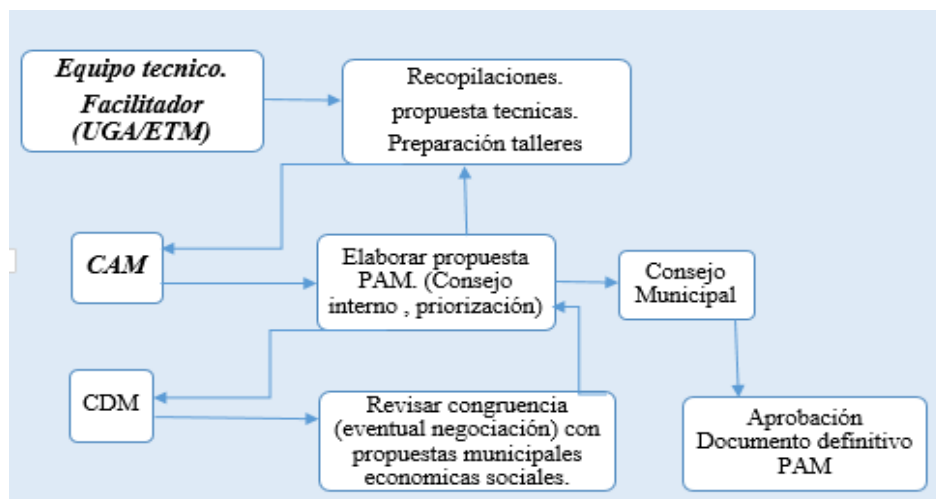 Equipo tecnico.
Facilitador
(UGA/ETM)
Recopilaciones.
propuesta tecnicas.
Preparación talleres
CAM
Elaborar propuesta
PAM. (Consejo
interno , priorización)
Consejo
Municipal
CDM
Revisar congruencia
(eventual negociación) con
propuestas municipales
economicas sociales.
Aprobación
Documento definitivo
PAM